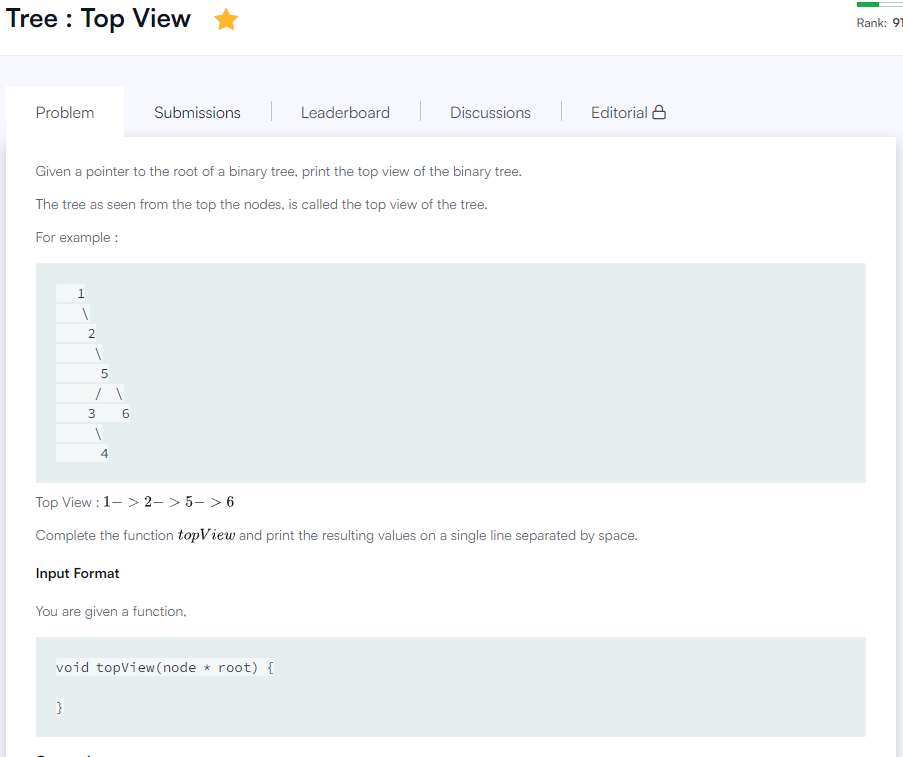 Tree : Top View
Rank: 91
Problem
Submissions
Leaderboard
Discussions
Editorial
Given a pointer to the root of a binary tree, print the top view of the binary tree.
The tree as seen from the top the nodes, is called the top view of the tree.
For example :
1
\
2
\
5
/ \
3 6
\
4
Top View : 1− > 2− > 5− > 6
Complete the function topView and print the resulting values on a single line separated by space.
Input Format
You are given a function,
void topView(node * root) {
}